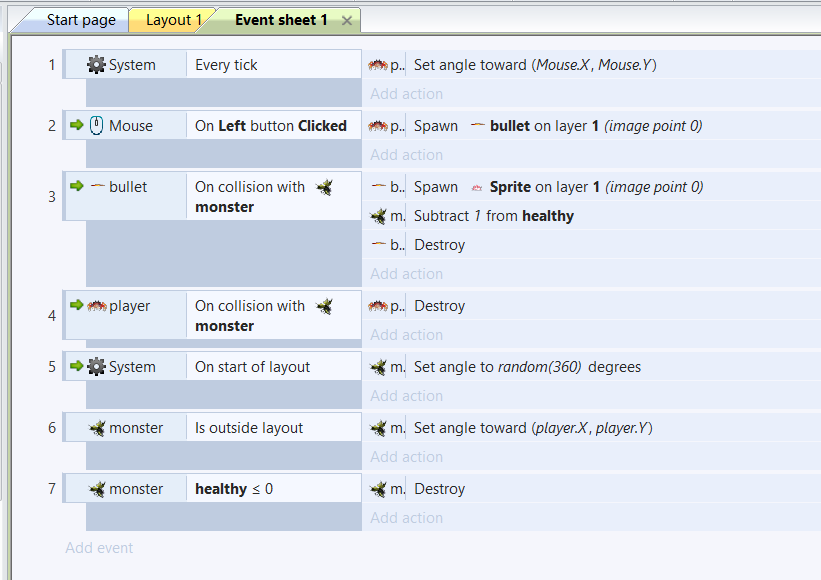 Start page Layout 1 Event sheet 1
1 System Every tick p.. Set angle toward (Mouse.X, Mouse.Y)
Add action
2 Mouse On Left button Clicked p.. Spawn bullet on layer 1 (image point 0)
Add action
3 bullet On collision with monster b.. Spawn Sprite on layer 1 (image point 0)
m. Subtract 1 from healthy
b.. Destroy
Add action
4 player On collision with monster p.. Destroy
Add action
5 System On start of layout m. Set angle to random(360) degrees
Add action
6 monster Is outside layout m. Set angle toward (player.X, player.Y)
Add action
7 monster healthy ≤ 0 m. Destroy
Add action
Add event